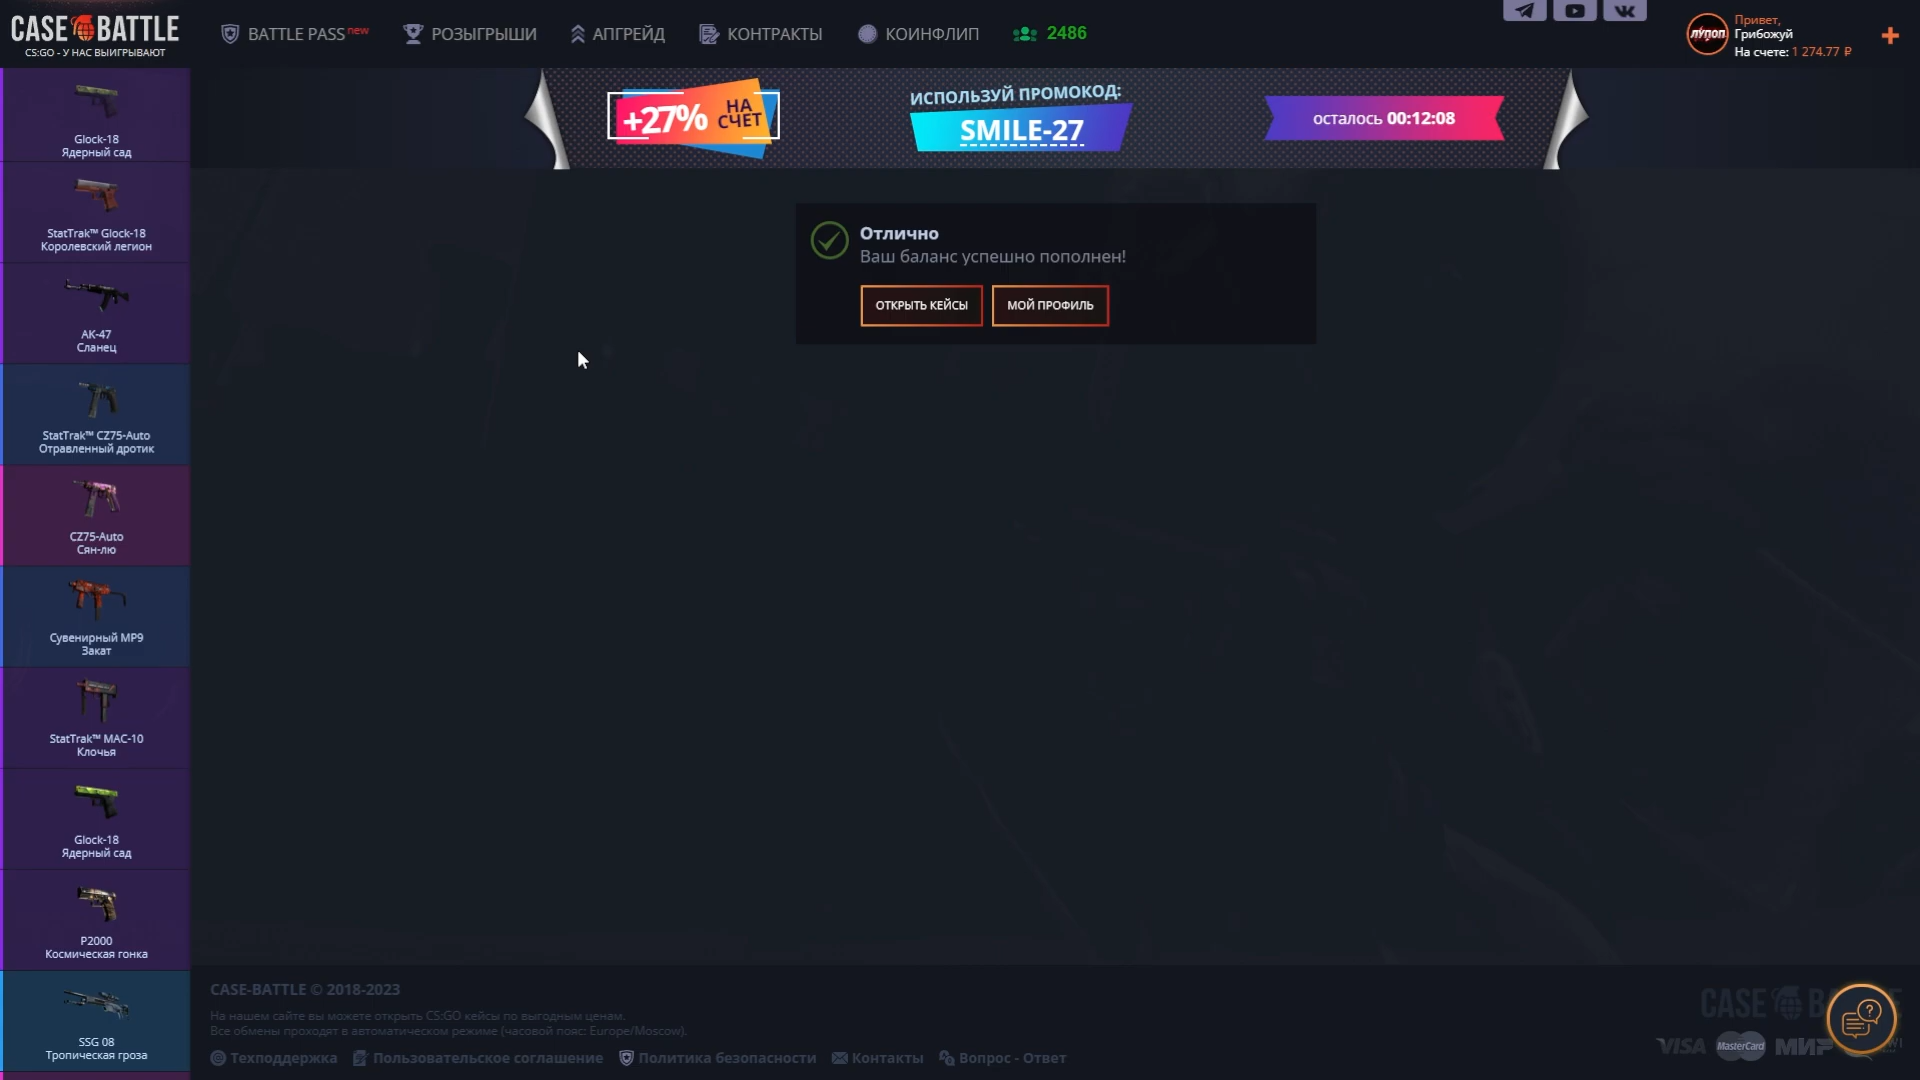 CASE BATTLE
CS:GO - У НАС ВЫИГРЫВАЮТ
BATTLE PASS new
РОЗЫГРЫШИ
АПГРЕЙД
КОНТРАКТЫ
КОИНФЛИП
2486
ЛУТОП
Привет,
Грибожуй
На счете: 1 274.77 ₽
+27% НА СЧЕТ
ИСПОЛЬЗУЙ ПРОМОКОД:
SMILE-27
осталось 00:12:08
Glock-18
Ядерный сад
StatTrak™ Glock-18
Королевский легион
АК-47
Сланец
StatTrak™ CZ75-Auto
Отравленный дротик
CZ75-Auto
Сян-лю
Сувенирный MP9
Закат
StatTrak™ MAC-10
Клочья
Glock-18
Ядерный сад
P2000
Космическая гонка
SSG 08
Тропическая гроза
Отлично
Ваш баланс успешно пополнен!
ОТКРЫТЬ КЕЙСЫ
МОЙ ПРОФИЛЬ
CASE-BATTLE © 2018-2023
На нашем сайте вы можете открыть CS:GO кейсы по выгодным ценам.
Все обмены проходят в автоматическом режиме (часовой пояс: Europe/Moscow).
Техподдержка
Пользовательское соглашение
Политика безопасности
Контакты
Вопрос - Ответ
CASE B
VISA MasterCard МИР